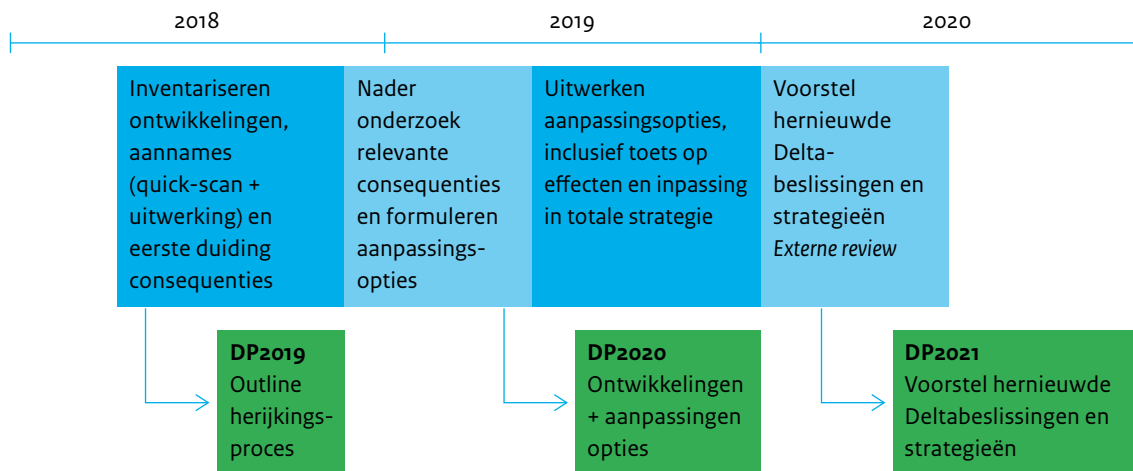 2018
2019
2020
Inventariseren
ontwikkelingen,
aannames
(quick-scan +
uitwerking) en
eerste duiding
consequenties
Nader
onderzoek
relevante
consequenties
en formuleren
aanpassings-
opties
Uitwerken
aanpassingsopties,
inclusief toets op
effecten en inpassing
in totale strategie
Voorstel
hernieuwde
Delta-
beslissingen en
strategieën
Externe review
DP2019
Outline
herijkings-
proces
DP2020
Ontwikkelingen
+ aanpassingen
opties
DP2021
Voorstel hernieuwde
Deltabeslissingen en
strategieën